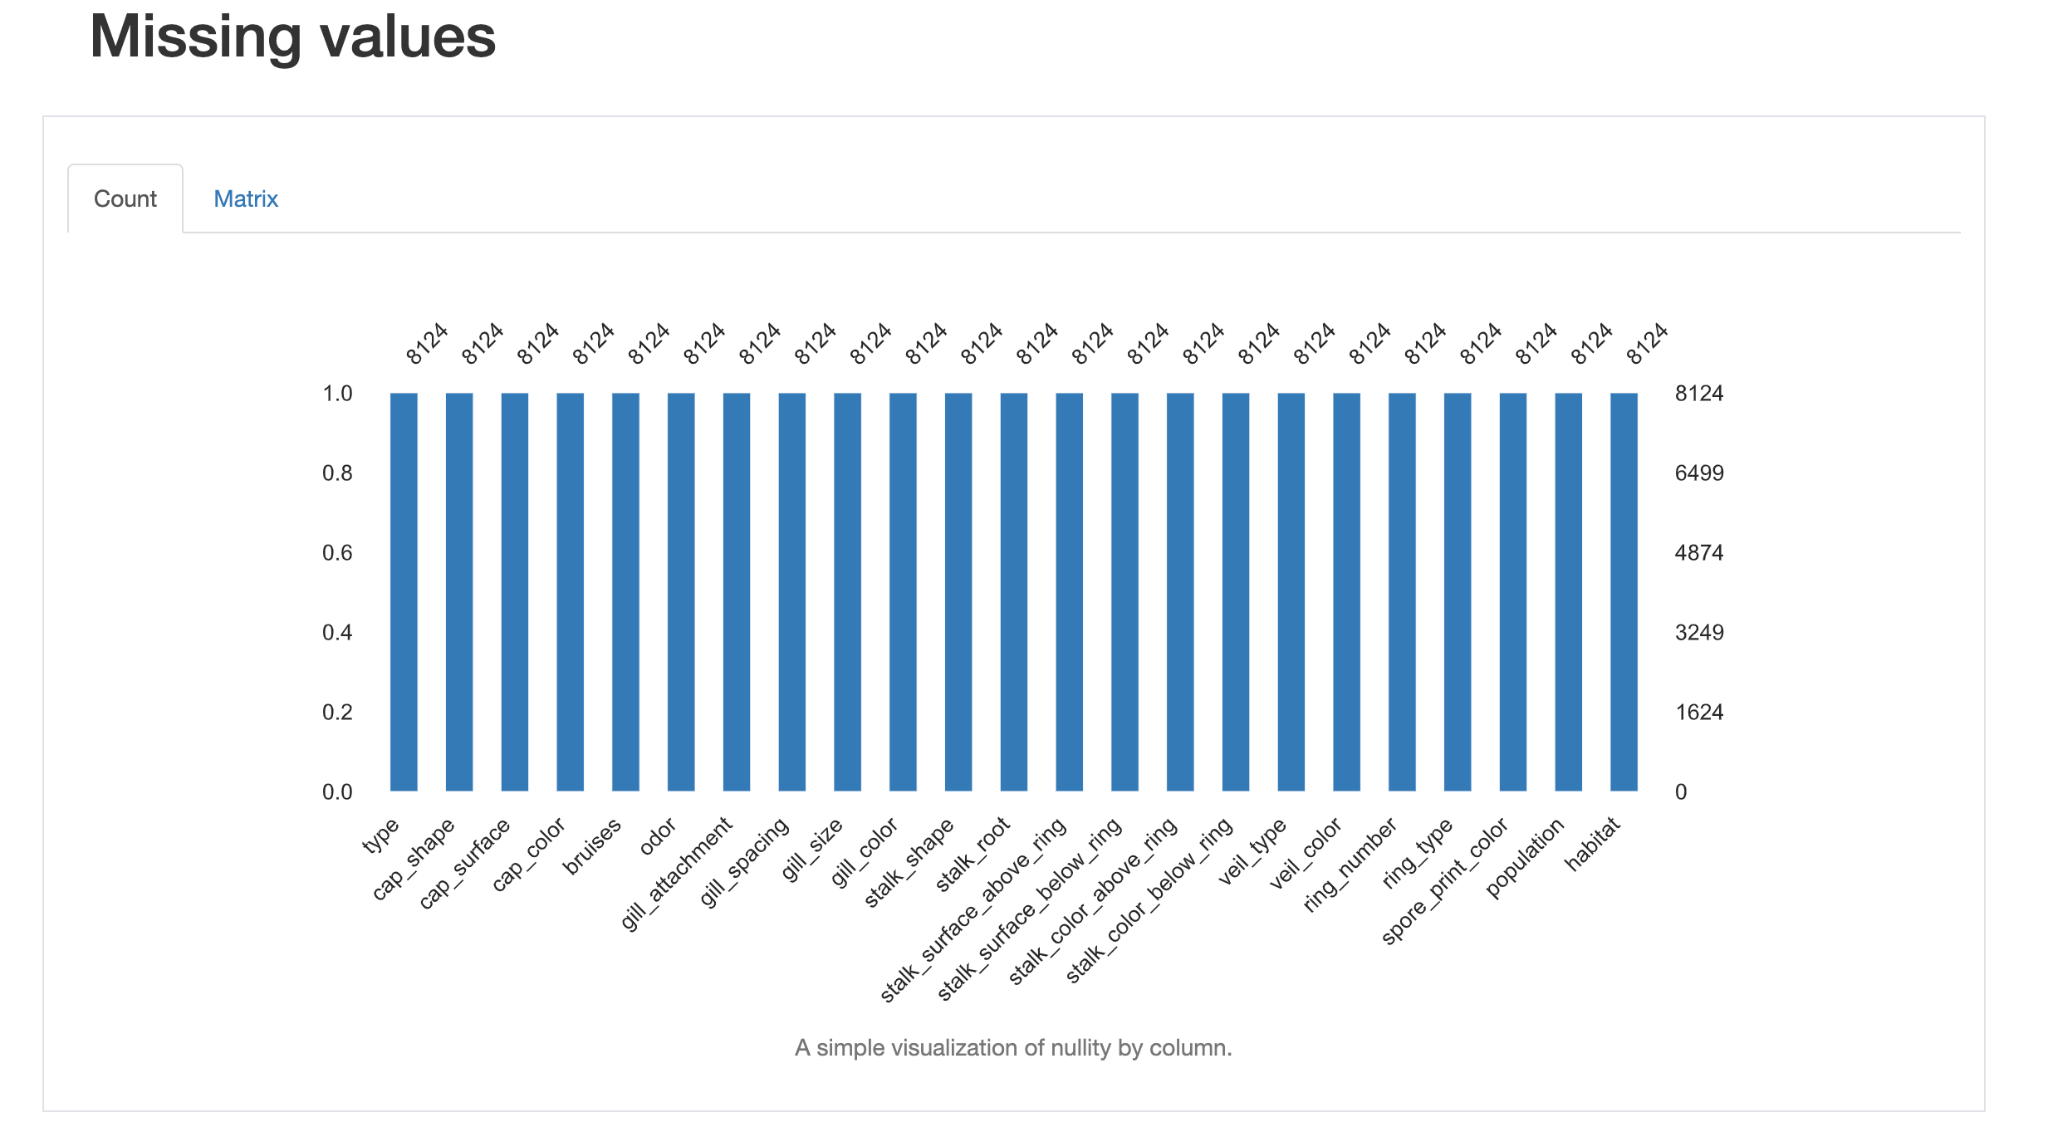 Missing values
Count Matrix
8124 8124 8124 8124 8124 8124 8124 8124 8124 8124 8124 8124 8124 8124 8124 8124 8124 8124 8124 8124 8124 8124 8124
1.0 8124
0.8 6499
0.6 4874
0.4 3249
0.2 1624
0.0 0
type
cap_shape
cap_surface
cap_color
bruises
odor
gill_attachment
gill_spacing
gill_size
gill_color
stalk_shape
stalk_root
stalk_surface_above_ring
stalk_surface_below_ring
stalk_color_above_ring
stalk_color_below_ring
veil_type
veil_color
ring_number
ring_type
spore_print_color
population
habitat
A simple visualization of nullity by column.